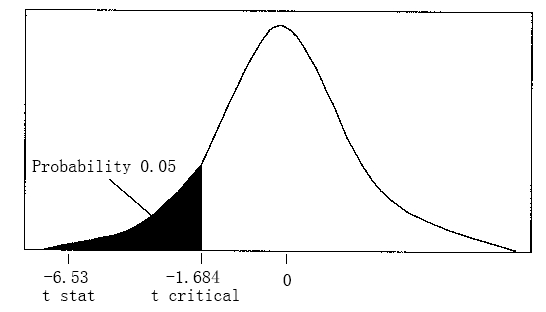 Probability 0.05
-6.53
t stat
-1.684
t critical
0